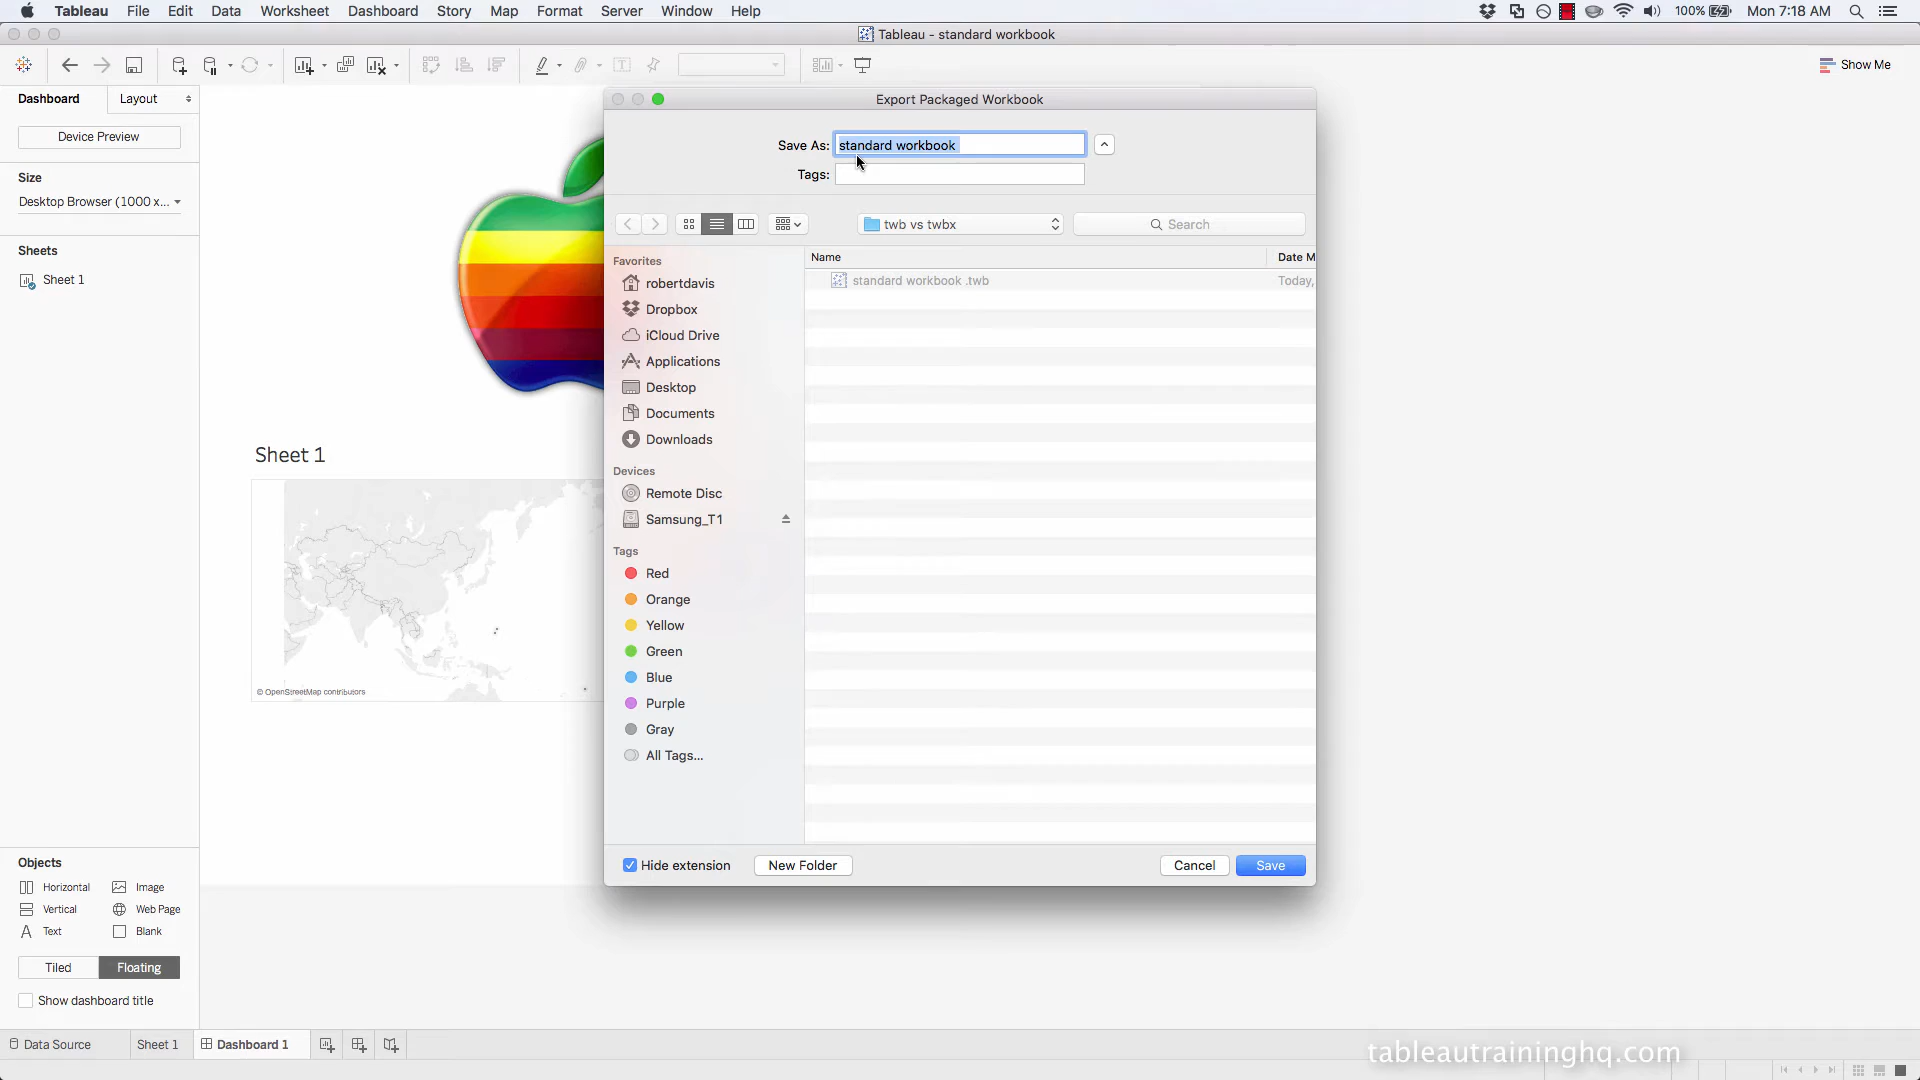 Tableau File Edit Data Worksheet Dashboard Story Map Format Server Window Help 100% Mon 7:18 AM
Tableau - standard workbook
Show Me
Dashboard Layout
Device Preview
Size
Desktop Browser (1000 x...
Sheets
Sheet 1
Sheet 1
© OpenStreetMap contributors
Export Packaged Workbook
Save As: standard workbook
Tags:
twb vs twbx
Search
Favorites
robertdavis
Dropbox
iCloud Drive
Applications
Desktop
Documents
Downloads
Devices
Remote Disc
Samsung_T1
Tags
Red
Orange
Yellow
Green
Blue
Purple
Gray
All Tags...
Name Date M
standard workbook .twb Today,
Hide extension New Folder Cancel Save
Objects
Horizontal Image
Vertical Web Page
A Text Blank
Tiled Floating
Show dashboard title
Data Source Sheet 1 Dashboard 1
tableautraininghq.com